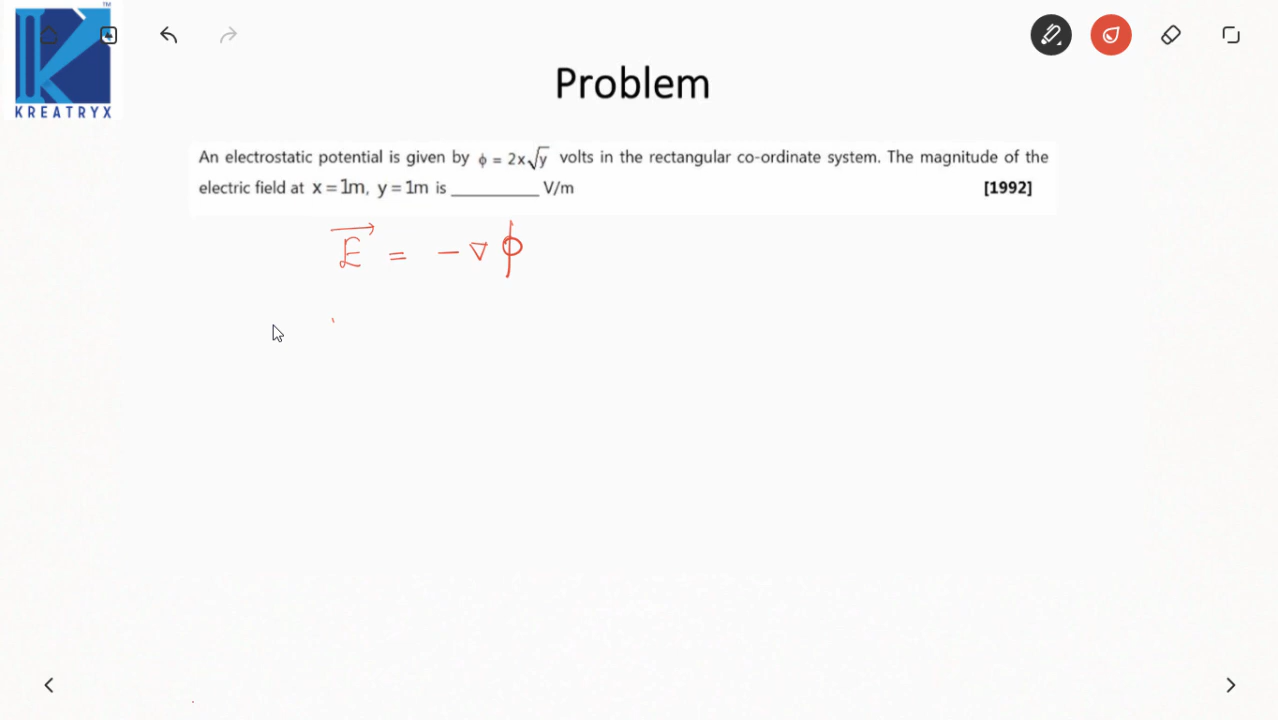 TM
KREATRYX
Problem
An electrostatic potential is given by ϕ = 2x√y volts in the rectangular co-ordinate system. The magnitude of the
electric field at x = 1m, y = 1m is __________ V/m [1992]
E⃗ = − ∇ ϕ